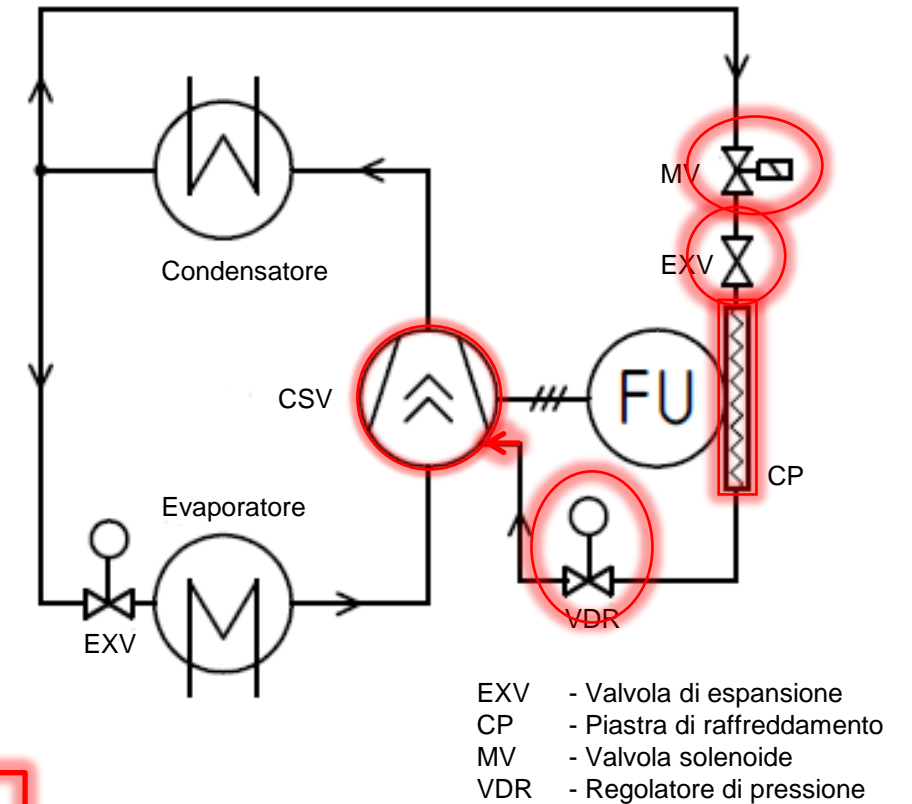 MV
Condensatore
EXV
CSV
FU
CP
Evaporatore
VDR
EXV
EXV - Valvola di espansione
CP - Piastra di raffreddamento
MV - Valvola solenoide
VDR - Regolatore di pressione